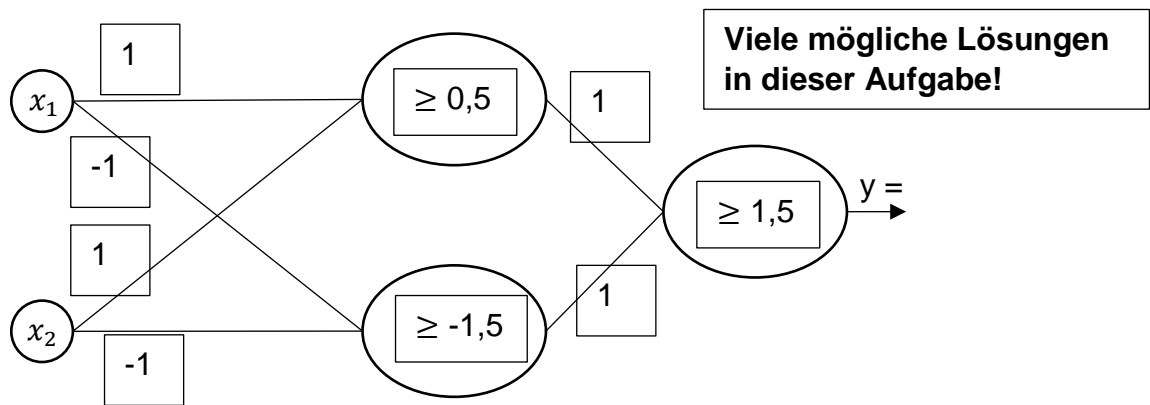 1
Viele mögliche Lösungen
in dieser Aufgabe!
x₁
≥ 0,5
1
-1
≥ 1,5
y =
1
1
x₂
≥ -1,5
-1